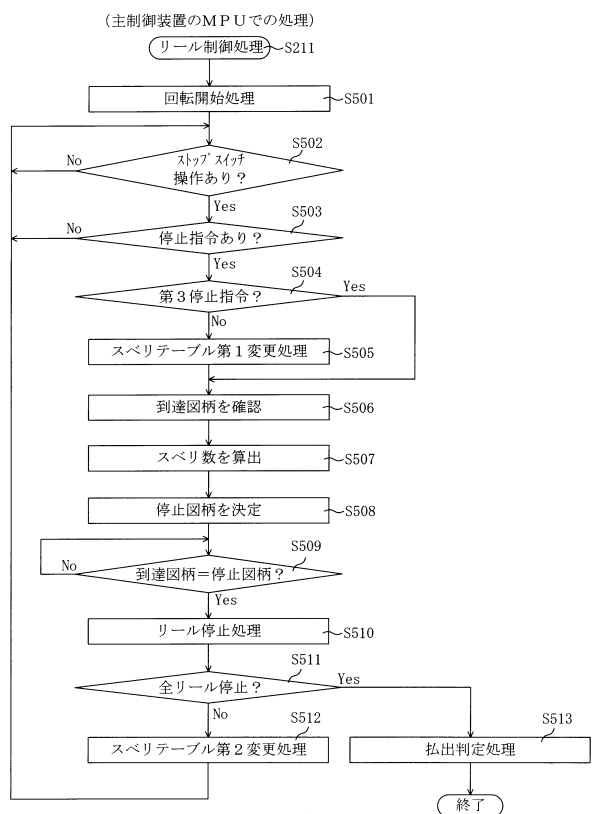 （主制御装置のＭＰＵでの処理）
リール制御処理 S211
回転開始処理 S501
S502
No
ｽﾄｯﾌﾟｽｲｯﾁ
操作あり？
Yes
S503
No
停止指令あり？
Yes
S504
第３停止指令？
Yes
No
スベリテーブル第１変更処理 S505
到達図柄を確認 S506
スベリ数を算出 S507
停止図柄を決定 S508
S509
No
到達図柄＝停止図柄？
Yes
リール停止処理 S510
S511
全リール停止？
Yes
No
S512
スベリテーブル第２変更処理
S513
払出判定処理
終了